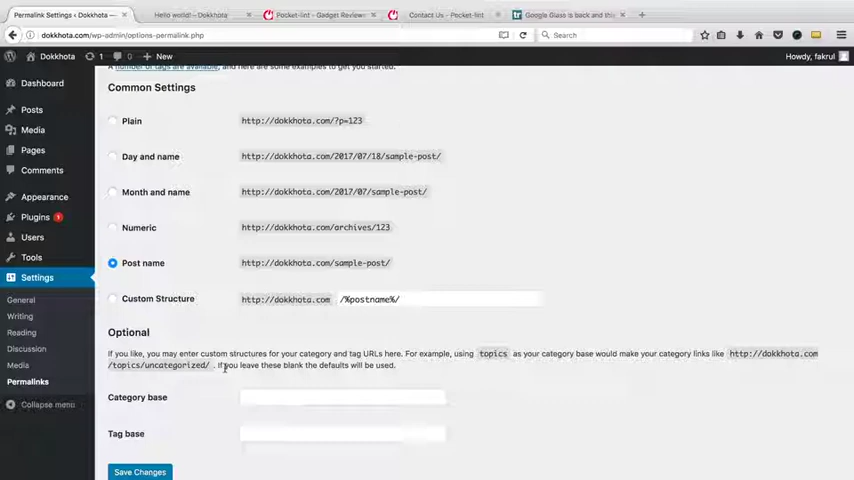 Permalink Settings ‹ Dokkhota ...
Hello world! – Dokkhota
Pocket-lint - Gadget Reviews
Contact Us - Pocket-lint
Google Glass is back and this
dokkhota.com/wp-admin/options-permalink.php
Search
Dokkhota
1
0
New
Howdy, fakrul
A number of tags are available, and here are some examples to get you started.
Dashboard
Posts
Media
Pages
Comments
Appearance
Plugins 1
Users
Tools
Settings
General
Writing
Reading
Discussion
Media
Permalinks
Collapse menu
Common Settings
Plain http://dokkhota.com/?p=123
Day and name http://dokkhota.com/2017/07/18/sample-post/
Month and name http://dokkhota.com/2017/07/sample-post/
Numeric http://dokkhota.com/archives/123
Post name http://dokkhota.com/sample-post/
Custom Structure http://dokkhota.com /%postname%/
Optional
If you like, you may enter custom structures for your category and tag URLs here. For example, using topics as your category base would make your category links like http://dokkhota.com
/topics/uncategorized/ . If you leave these blank the defaults will be used.
Category base
Tag base
Save Changes